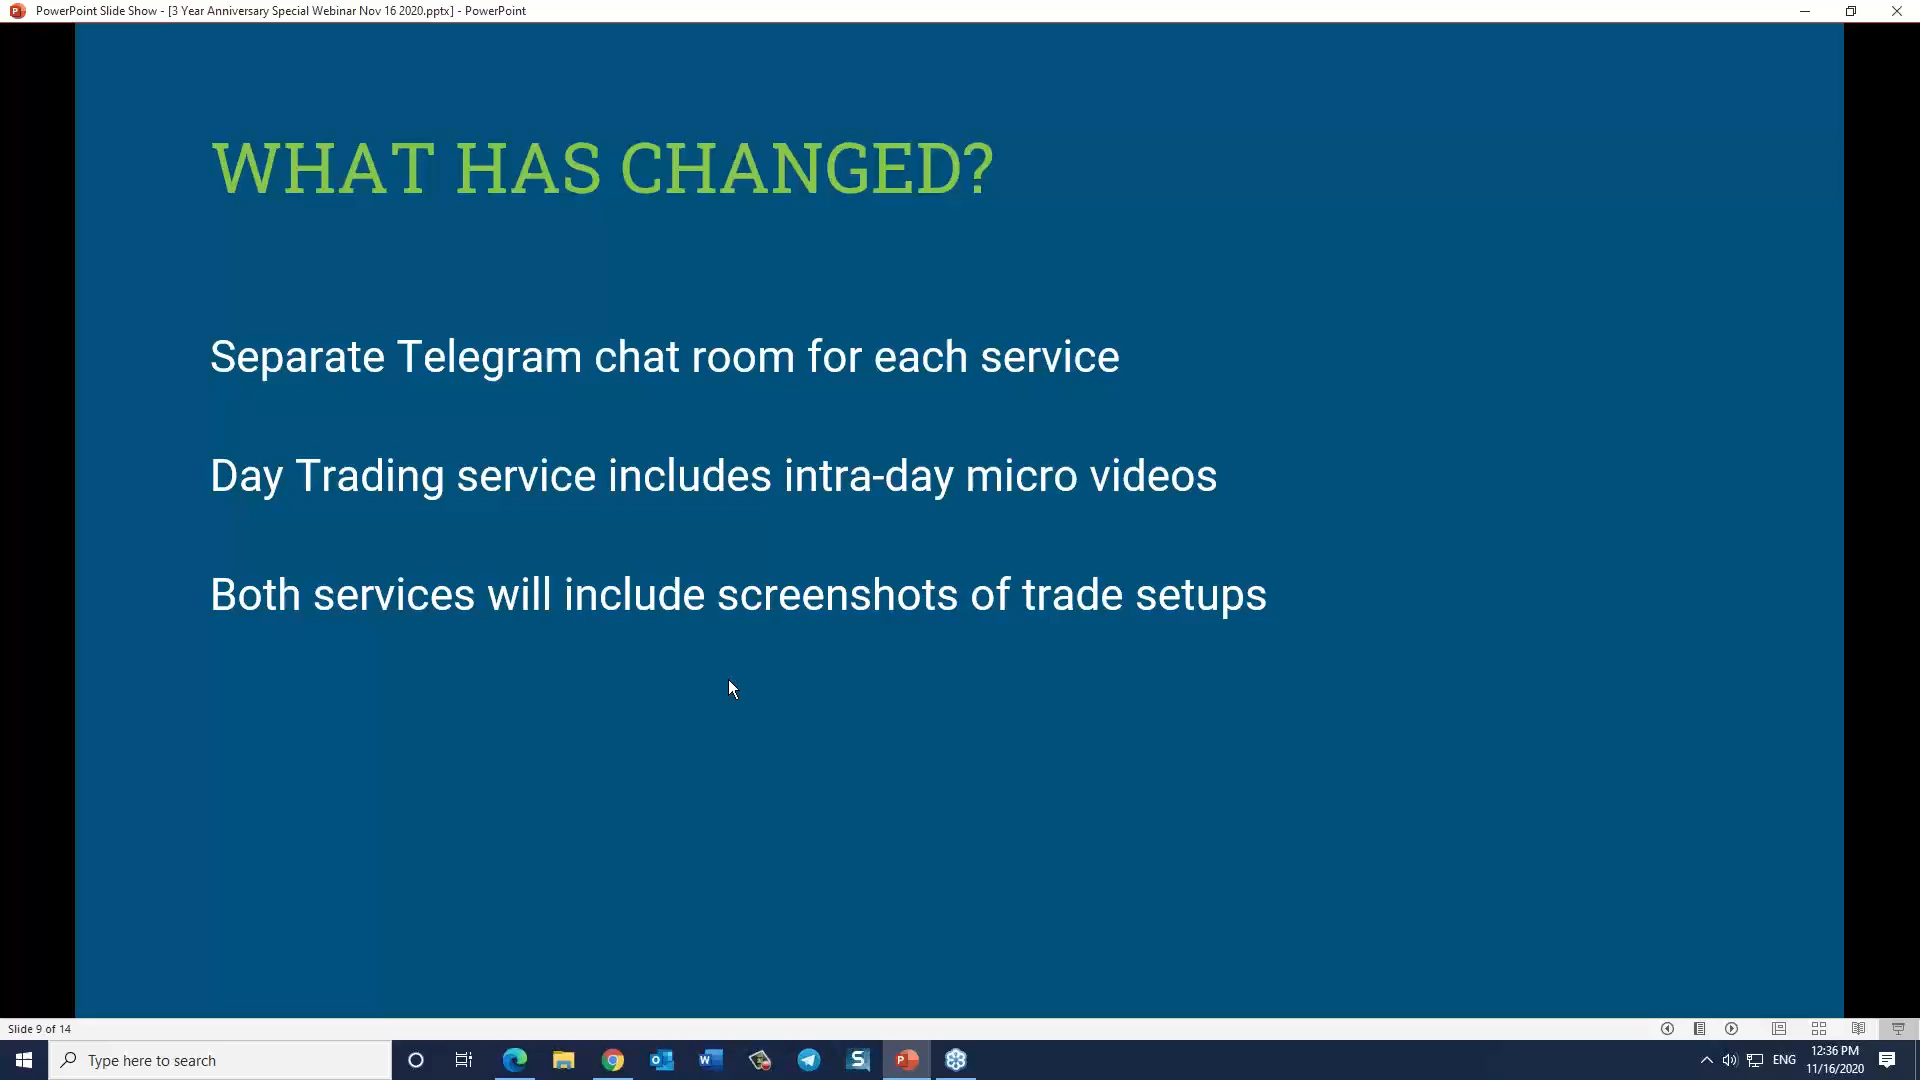 PowerPoint Slide Show - [3 Year Anniversary Special Webinar Nov 16 2020.pptx] - PowerPoint
WHAT HAS CHANGED?
Separate Telegram chat room for each service
Day Trading service includes intra-day micro videos
Both services will include screenshots of trade setups
Slide 9 of 14
Type here to search
ENG
12:36 PM
11/16/2020